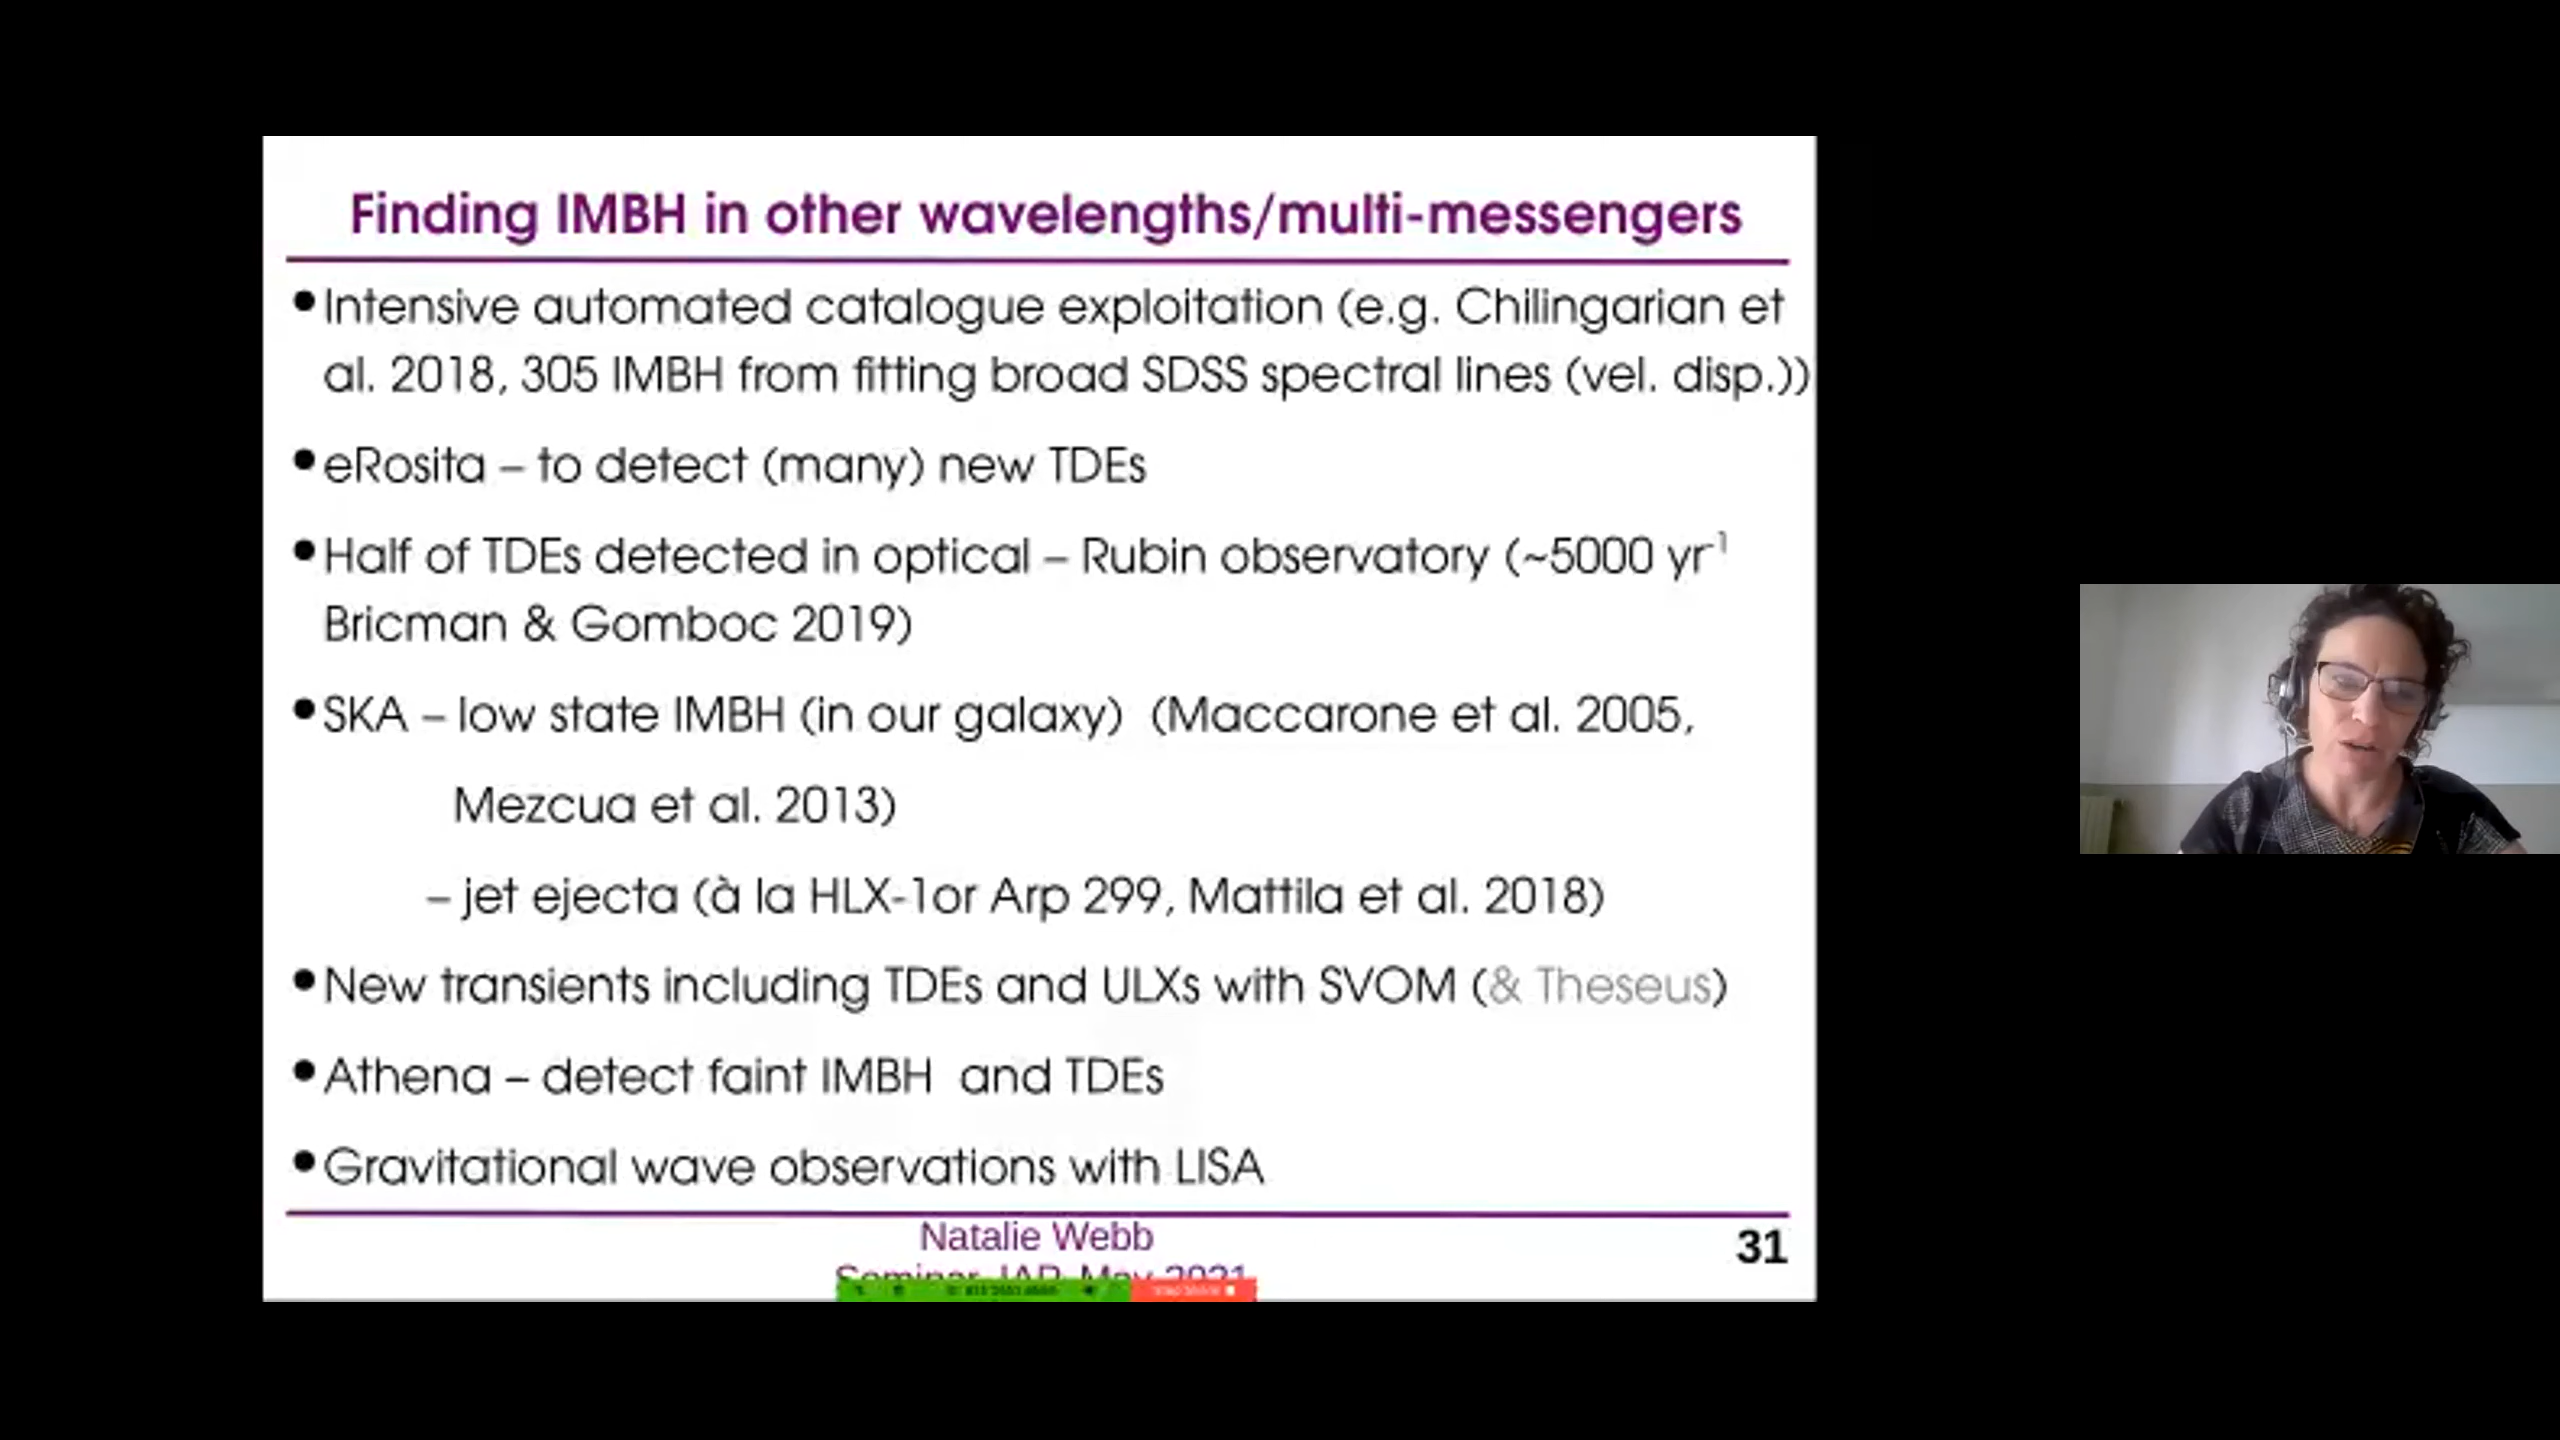 Finding IMBH in other wavelengths/multi-messengers
•Intensive automated catalogue exploitation (e.g. Chilingarian et
al. 2018, 305 IMBH from fitting broad SDSS spectral lines (vel. disp.))
•eRosita – to detect (many) new TDEs
•Half of TDEs detected in optical – Rubin observatory (~5000 yr⁻¹
Bricman & Gomboc 2019)
•SKA – low state IMBH (in our galaxy) (Maccarone et al. 2005,
Mezcua et al. 2013)
– jet ejecta (à la HLX-1or Arp 299, Mattila et al. 2018)
•New transients including TDEs and ULXs with SVOM (& Theseus)
•Athena – detect faint IMBH and TDEs
•Gravitational wave observations with LISA
Natalie Webb
Seminar, IAP, May 2021
31